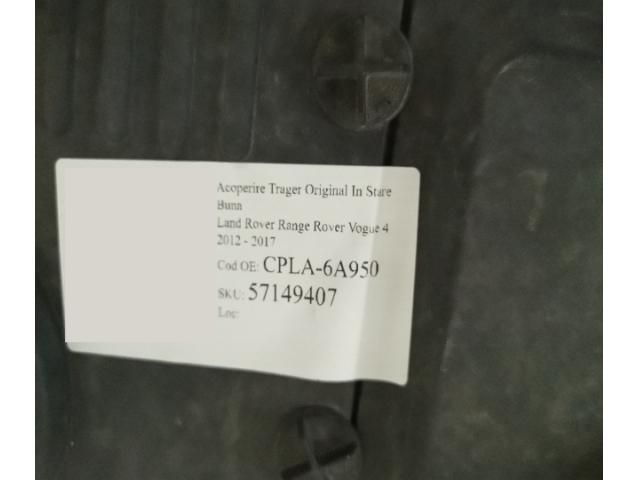 Acoperire Trager Original In Stare
Buna
Land Rover Range Rover Vogue 4
2012 - 2017
Cod OE: CPLA-6A950
SKU: 57149407
Loc: